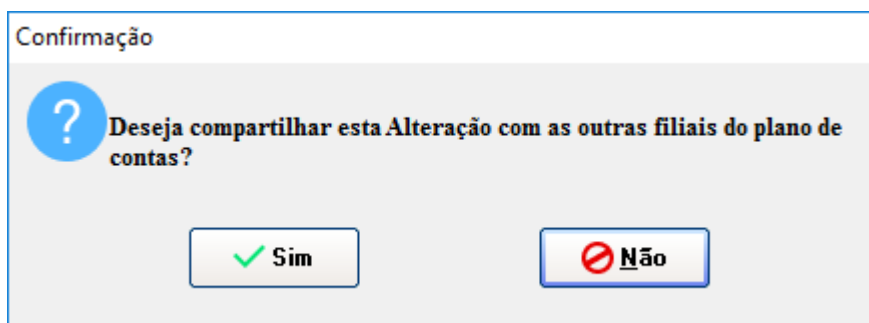 Confirmação
?
Deseja compartilhar esta Alteração com as outras filiais do plano de
contas?
Sim
Não